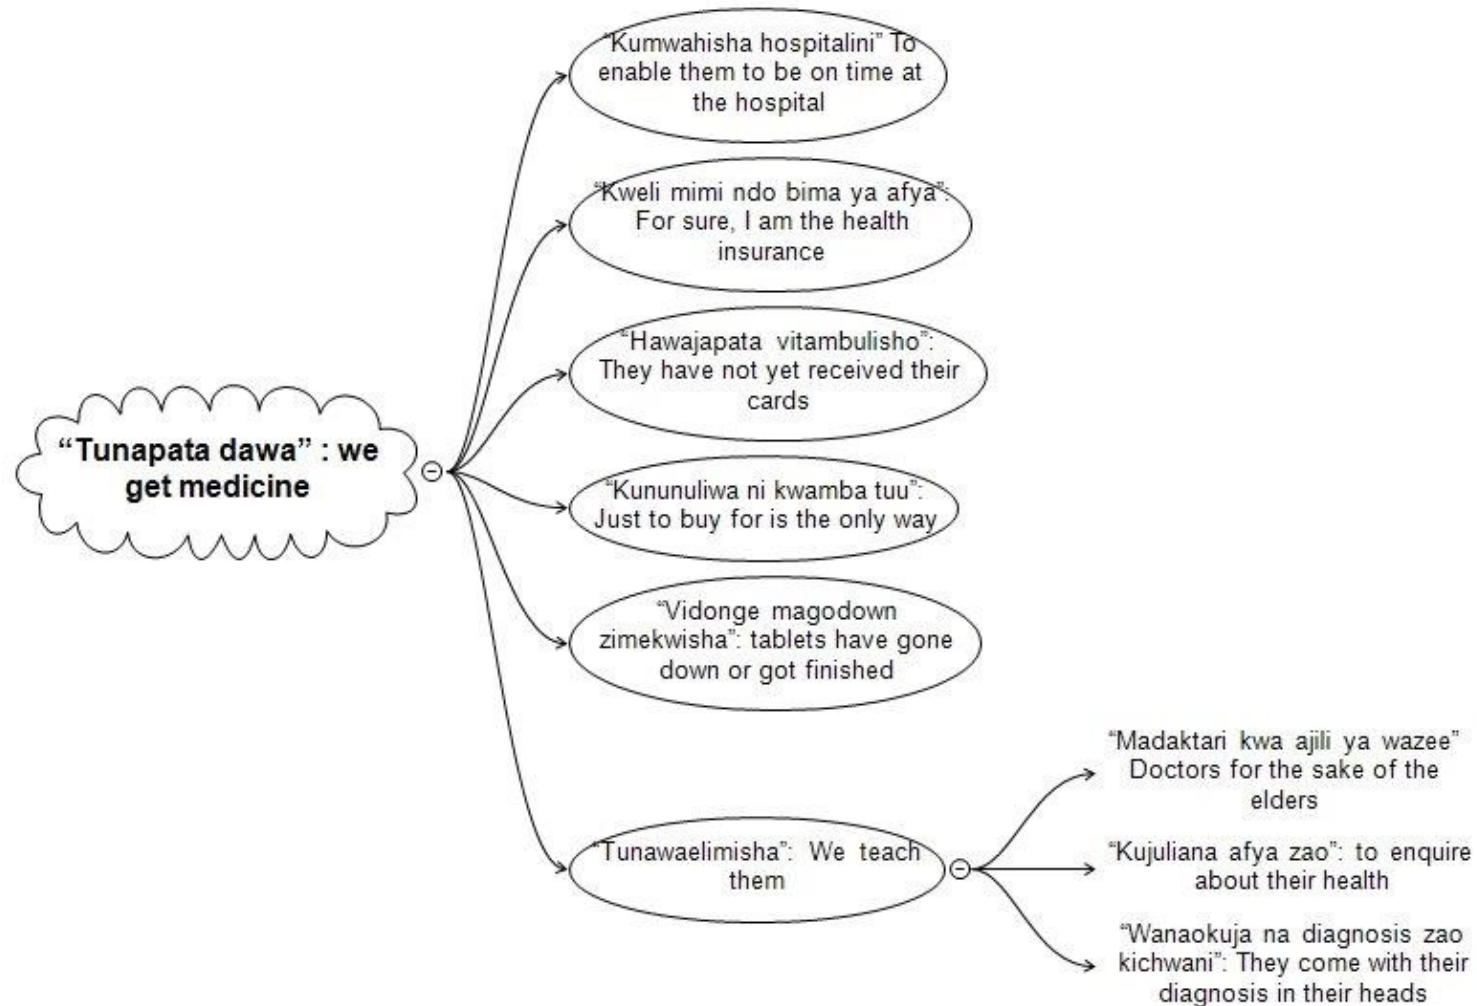 “Kumwahisha hospitalini” To
enable them to be on time at
the hospital
“Kweli mimi ndo bima ya afya”:
For sure, I am the health
insurance
“Hawajapata vitambulisho”:
They have not yet received their
cards
“Tunapata dawa” : we
get medicine
“Kununuliwa ni kwamba tuu”:
Just to buy for is the only way
“Vidonge magodown
zimekwisha”: tablets have gone
down or got finished
“Tunawaelimisha”: We teach
them
“Madaktari kwa ajili ya wazee”
Doctors for the sake of the
elders
“Kujuliana afya zao”: to enquire
about their health
“Wanaokuja na diagnosis zao
kichwani”: They come with their
diagnosis in their heads